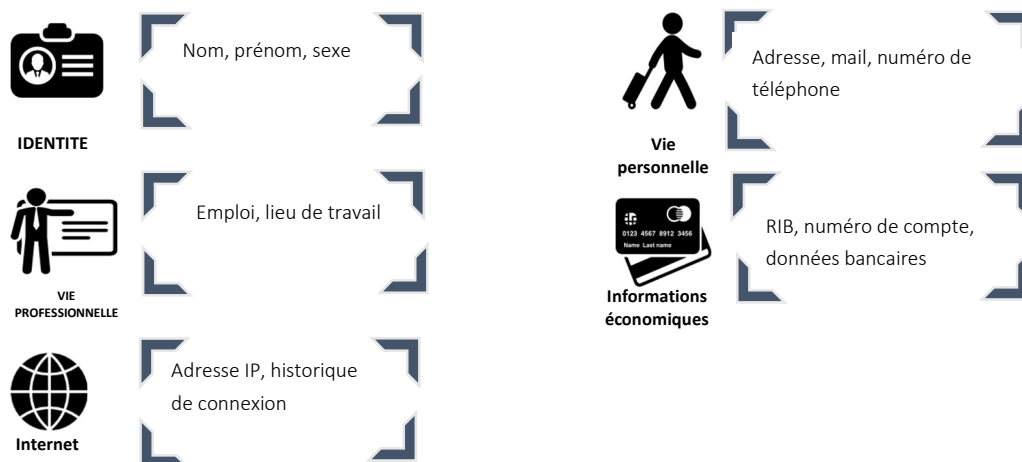 Nom, prénom, sexe
IDENTITE
Adresse, mail, numéro de
téléphone
Vie
personnelle
Emploi, lieu de travail
VIE
PROFESSIONNELLE
RIB, numéro de compte,
données bancaires
0123 4567 8912 3456
Name Last name
Informations
économiques
Adresse IP, historique
de connexion
Internet